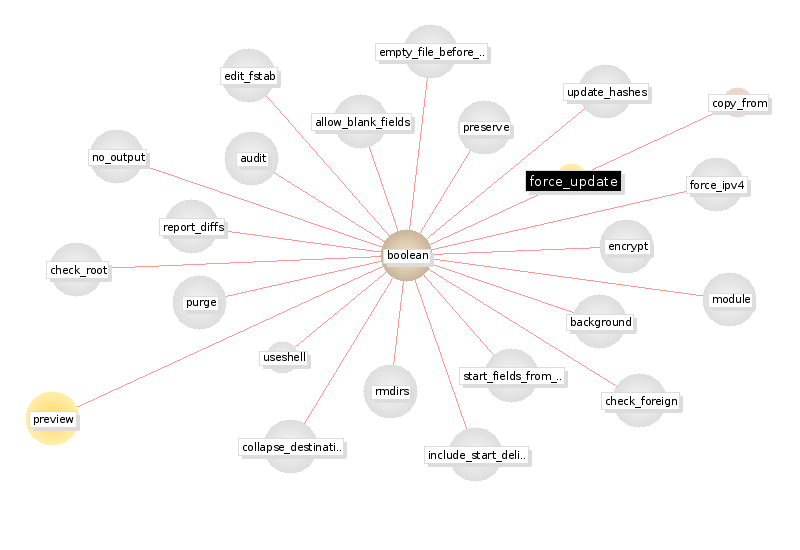 empty_file_before_..
edit_fstab
update_hashes
copy_from
allow_blank_fields
preserve
no_output
audit
force_update
force_ipv4
report_diffs
encrypt
boolean
check_root
purge
module
background
useshell
start_fields_from_..
rmdirs
check_foreign
preview
collapse_destinati..
include_start_deli..